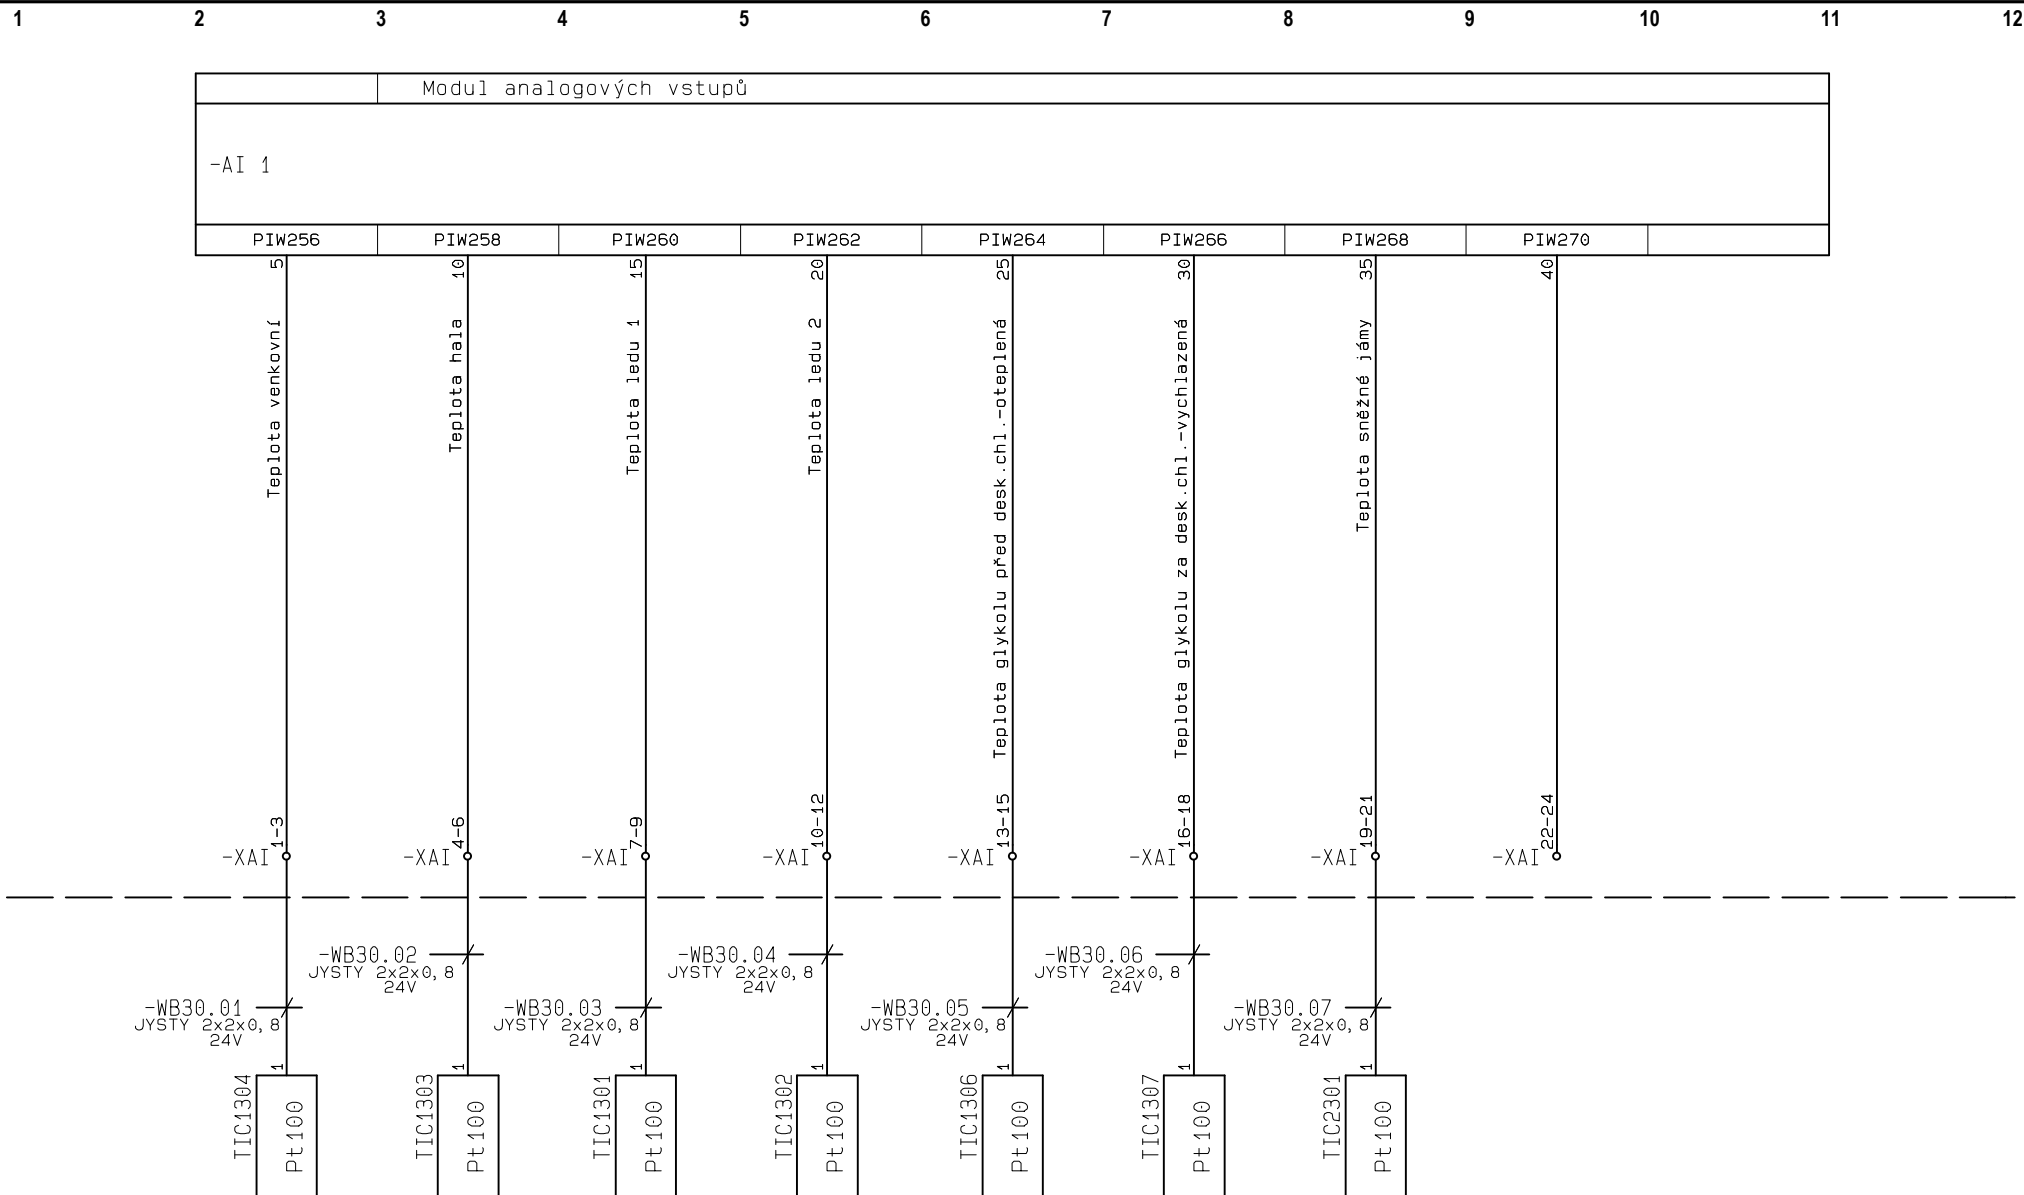 1 2 3 4 5 6 7 8 9 10 11 12
Modul analogových vstupů
-AI 1
PIW256 PIW258 PIW260 PIW262 PIW264 PIW266 PIW268 PIW270
5 10 15 20 25 30 35 40
Teplota venkovní
Teplota hala
Teplota ledu 1
Teplota ledu 2
Teplota glykolu před desk.chl.-oteplená
Teplota glykolu za desk.chl.-vychlazená
Teplota sněžné jámy
1-3 4-6 7-9 10-12 13-15 16-18 19-21 22-24
-XAI -XAI -XAI -XAI -XAI -XAI -XAI -XAI
-WB30.02 -WB30.04 -WB30.06
JYSTY 2x2x0,8 JYSTY 2x2x0,8 JYSTY 2x2x0,8
24V 24V 24V
-WB30.01 -WB30.03 -WB30.05 -WB30.07
JYSTY 2x2x0,8 JYSTY 2x2x0,8 JYSTY 2x2x0,8 JYSTY 2x2x0,8
24V 24V 24V 24V
1 1 1 1 1 1 1
TIC1304 TIC1303 TIC1301 TIC1302 TIC1306 TIC1307 TIC2301
Pt100 Pt100 Pt100 Pt100 Pt100 Pt100 Pt100